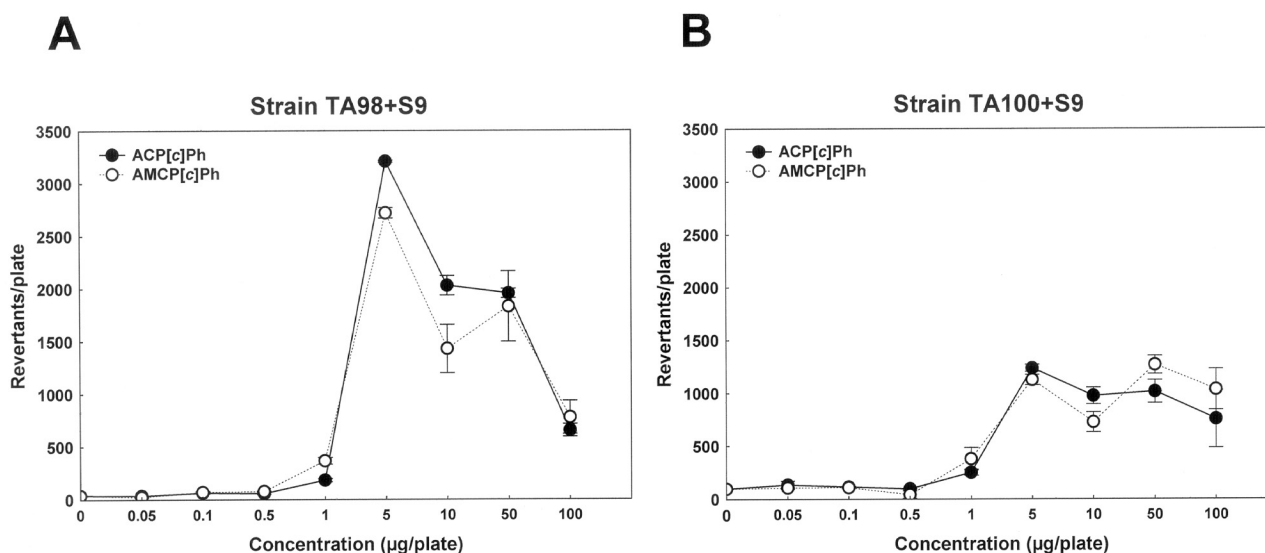 A
Strain TA98+S9
3500
3000
2500
2000
1500
1000
500
0
Revertants/plate
ACP[c]Ph
AMCP[c]Ph
0 0.05 0.1 0.5 1 5 10 50 100
Concentration (µg/plate)
B
Strain TA100+S9
3500
3000
2500
2000
1500
1000
500
0
Revertants/plate
ACP[c]Ph
AMCP[c]Ph
0 0.05 0.1 0.5 1 5 10 50 100
Concentration (µg/plate)